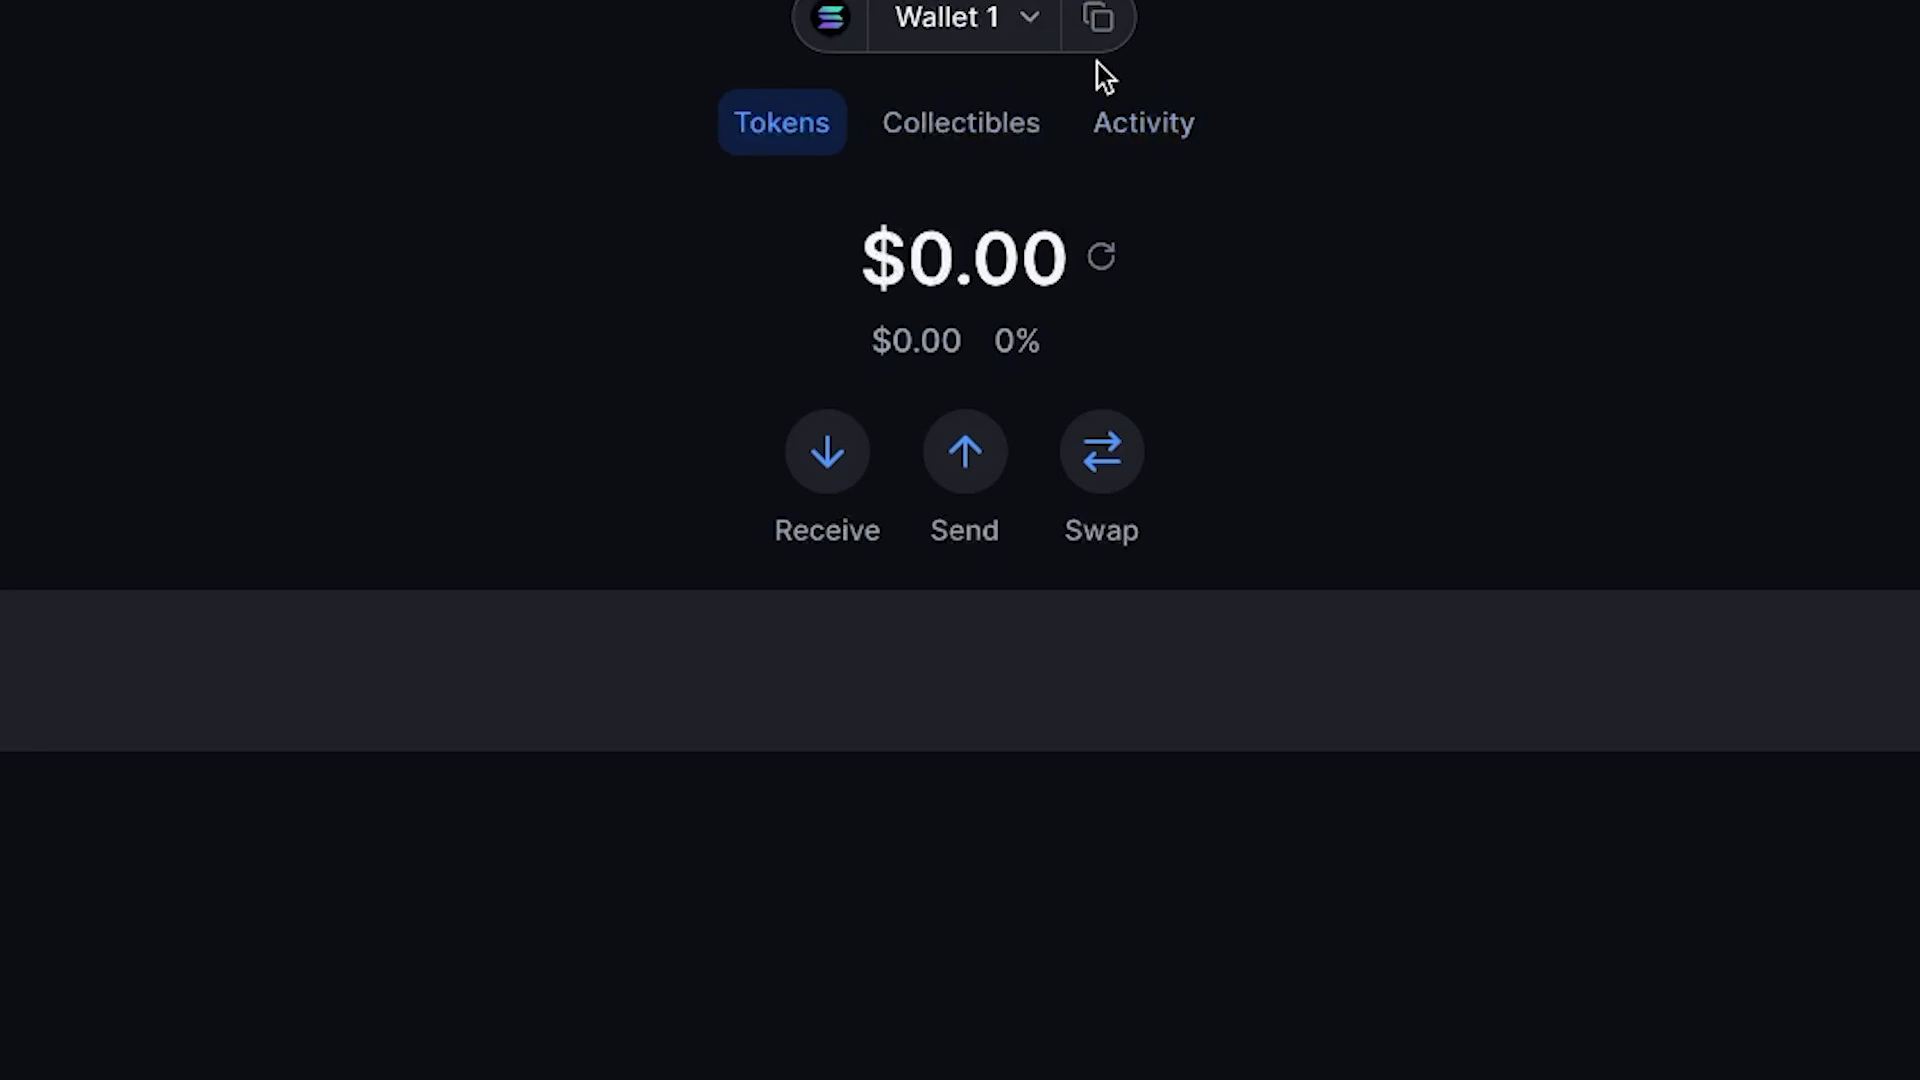 Wallet 1
Tokens Collectibles Activity
$0.00
$0.00 0%
Receive Send Swap